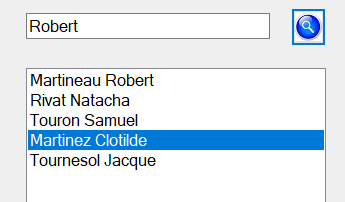 Robert
Martineau Robert
Rivat Natacha
Touron Samuel
Martinez Clotilde
Tournesol Jacque